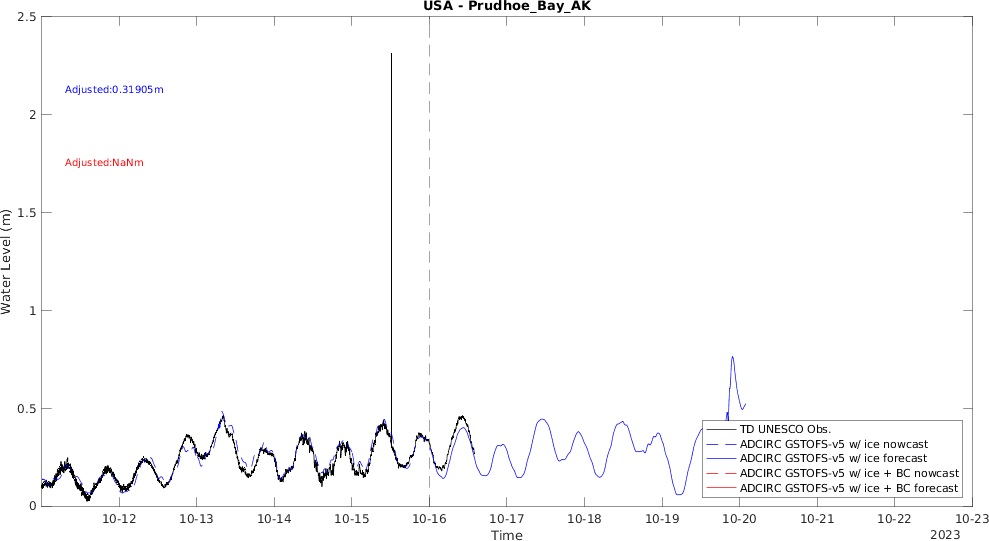 USA - Prudhoe_Bay_AK
2.5
2
1.5
1
0.5
0
Water Level (m)
Adjusted:0.31905m
Adjusted:NaNm
TD UNESCO Obs.
ADCIRC GSTOFS-v5 w/ ice nowcast
ADCIRC GSTOFS-v5 w/ ice forecast
ADCIRC GSTOFS-v5 w/ ice + BC nowcast
ADCIRC GSTOFS-v5 w/ ice + BC forecast
10-12 10-13 10-14 10-15 10-16 10-17 10-18 10-19 10-20 10-21 10-22 10-23
Time
2023